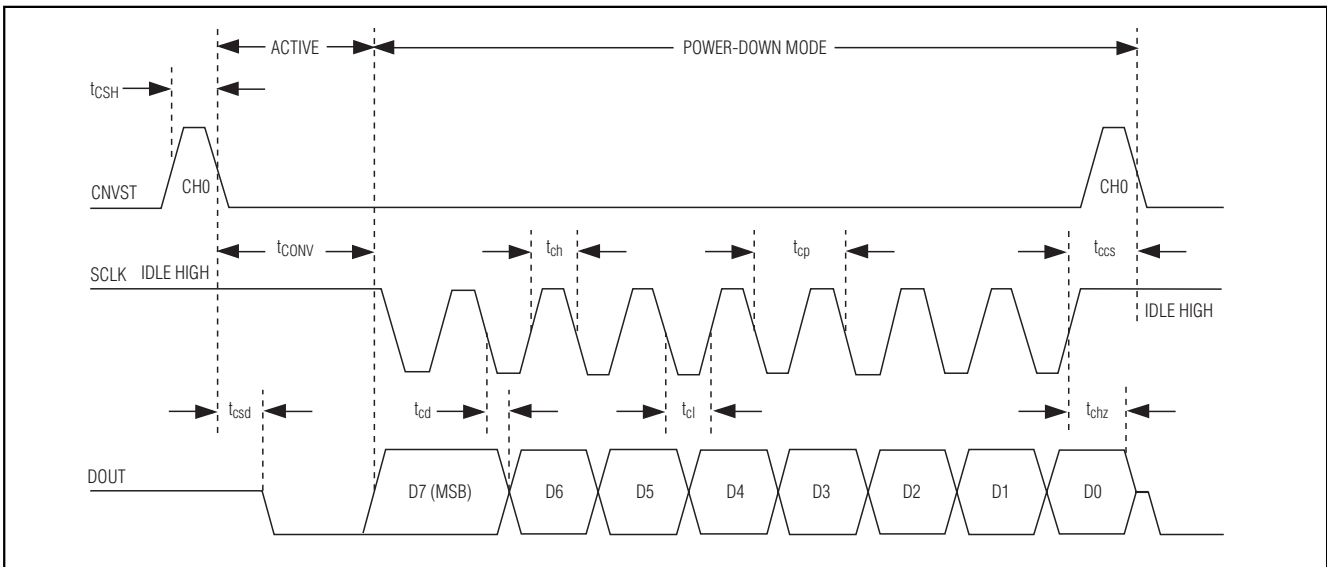 ACTIVE
POWER-DOWN MODE
tCSH
CH0
CH0
CNVST
tCONV
tch
tcp
tccs
SCLK IDLE HIGH
IDLE HIGH
tcsd
tcd
tcl
tchz
DOUT
D7 (MSB) D6 D5 D4 D3 D2 D1 D0